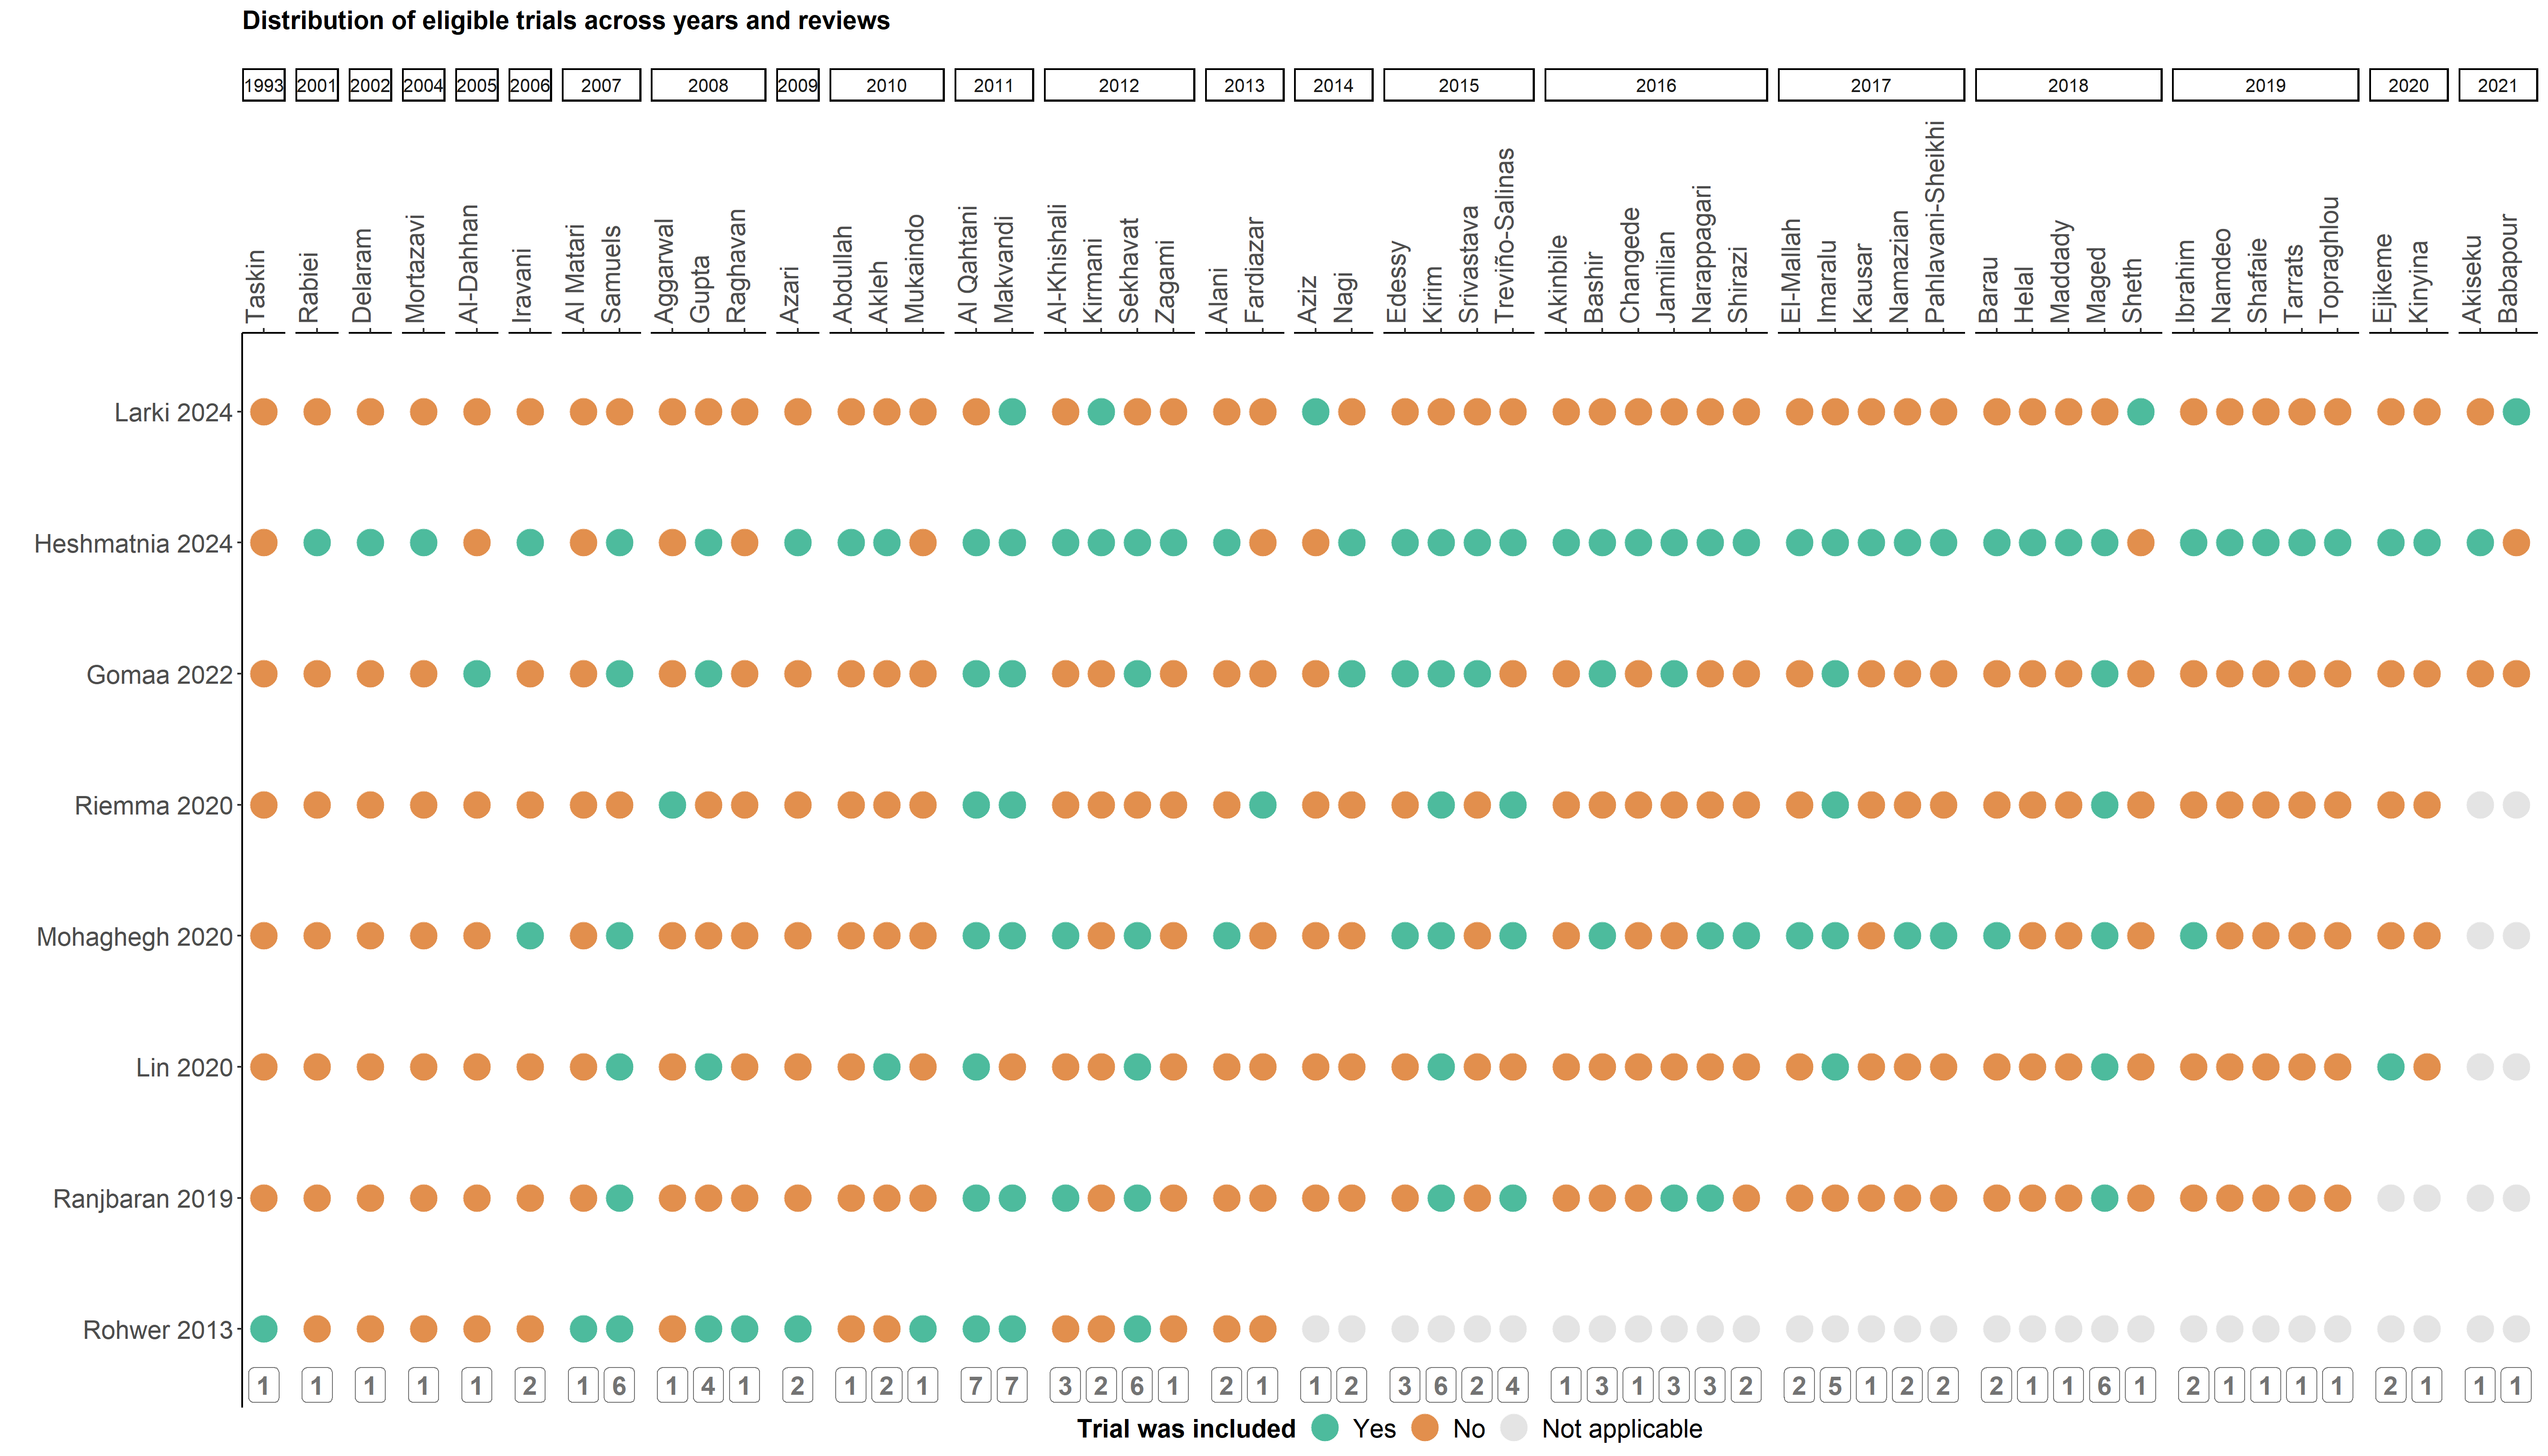 Distribution of eligible trials across years and reviews
1993 2001 2002 2004 2005 2006 2007 2008 2009 2010 2011 2012 2013 2014 2015 2016 2017 2018 2019 2020 2021
Taskin Rabiei Delaram Mortazavi Al-Dahhan Iravani Al Matari Samuels Aggarwal Gupta Raghavan Azari Abdullah Akleh Mukaindo Al Qahtani Makvandi Al-Khishali Kirmani Sekhavat Zagami Alani Fardiazar Aziz Nagi Edessy Kirim Srivastava Treviño-Salinas Akinbile Bashir Changede Jamilian Narappagari Shirazi El-Mallah Imaralu Kausar Namazian Pahlavani-Sheikhi Barau Helal Maddady Maged Sheth Ibrahim Namdeo Shafaie Tarrats Topraghlou Ejikeme Kinyina Akiseku Babapour
Larki 2024
Heshmatnia 2024
Gomaa 2022
Riemma 2020
Mohaghegh 2020
Lin 2020
Ranjbaran 2019
Rohwer 2013
1 1 1 1 1 2 1 6 1 4 1 2 1 2 1 7 7 3 2 6 1 2 1 1 2 3 6 2 4 1 3 1 3 3 2 2 5 1 2 2 2 1 1 6 1 2 1 1 1 1 2 1 1 1
Trial was included Yes No Not applicable